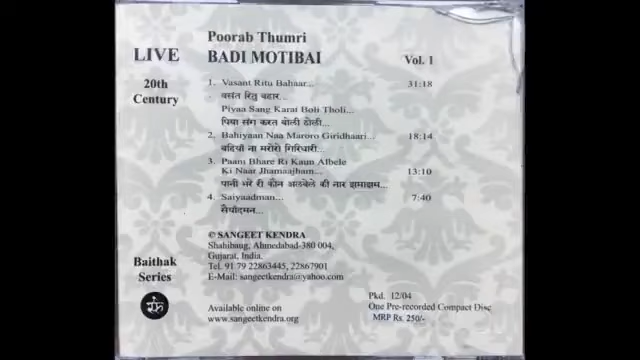 Poorab Thumri
LIVE
BADI MOTIBAI
Vol. 1
20th
Century
1. Vasant Ritu Bahaar... 31:18
वसंत रितु बहार...
Piyaa Sang Karat Boli Tholi...
पिया संग करत बोली ठोली...
2. Bahiyaan Naa Maroro Giridhaari... 18:14
बहियाँ ना मरोरो गिरिधारी...
3. Paani Bhare Ri Kaun Albele
Ki Naar Jhamaajham... 13:10
पानी भरे री कौन अलबेले की नार झमाझम...
4. Saiyaadman... 7:40
सैयाँदमन...
© SANGEET KENDRA
Shahibaug, Ahmedabad-380 004,
Gujarat, India.
Tel. 91 79 22863445, 22867901
E-Mail: sangeetkendra@yahoo.com
Baithak
Series
Available online on
www.sangeetkendra.org
Pkd. 12/04
One Pre-recorded Compact Disc
MRP Rs. 250/-